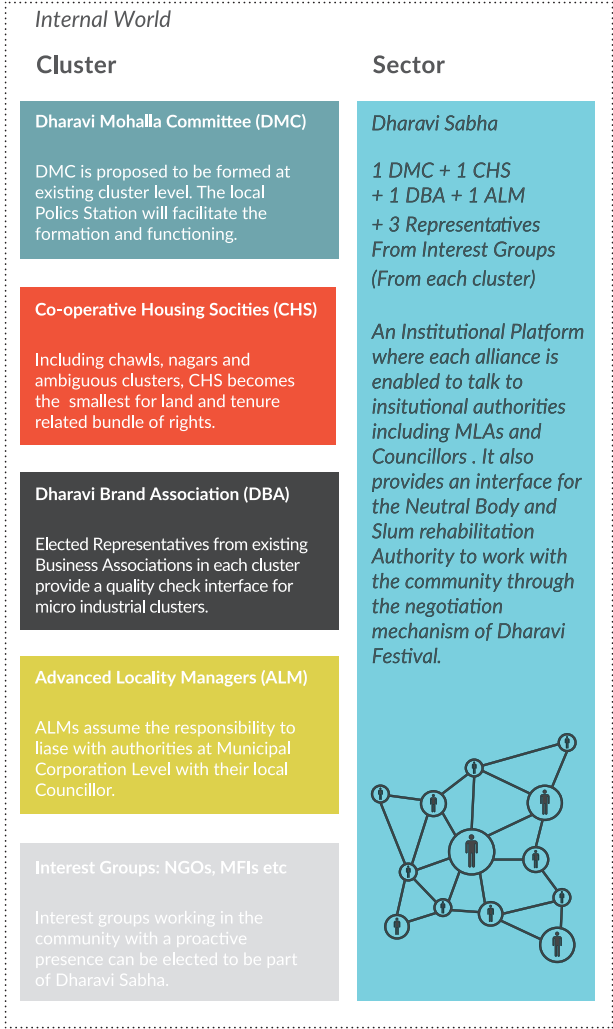 Internal World
Cluster
Dharavi Mohalla Committee (DMC)
DMC is proposed to be formed at
existing cluster level. The local
Polics Station will facilitate the
formation and functioning.
Co-operative Housing Socities (CHS)
Including chawls, nagars and
ambiguous clusters, CHS becomes
the smallest for land and tenure
related bundle of rights.
Dharavi Brand Association (DBA)
Elected Representatives from existing
Business Associations in each cluster
provide a quality check interface for
micro industrial clusters.
Advanced Locality Managers (ALM)
ALMs assume the responsibility to
liase with authorities at Municipal
Corporation Level with their local
Councillor.
Interest Groups: NGOs, MFIs etc
Interest groups working in the
community with a proactive
presence can be elected to be part
of Dharavi Sabha.
Sector
Dharavi Sabha
1 DMC + 1 CHS
+ 1 DBA + 1 ALM
+ 3 Representatives
From Interest Groups
(From each cluster)
An Institutional Platform
where each alliance is
enabled to talk to
insitutional authorities
including MLAs and
Councillors . It also
provides an interface for
the Neutral Body and
Slum rehabilitation
Authority to work with
the community through
the negotiation
mechanism of Dharavi
Festival.